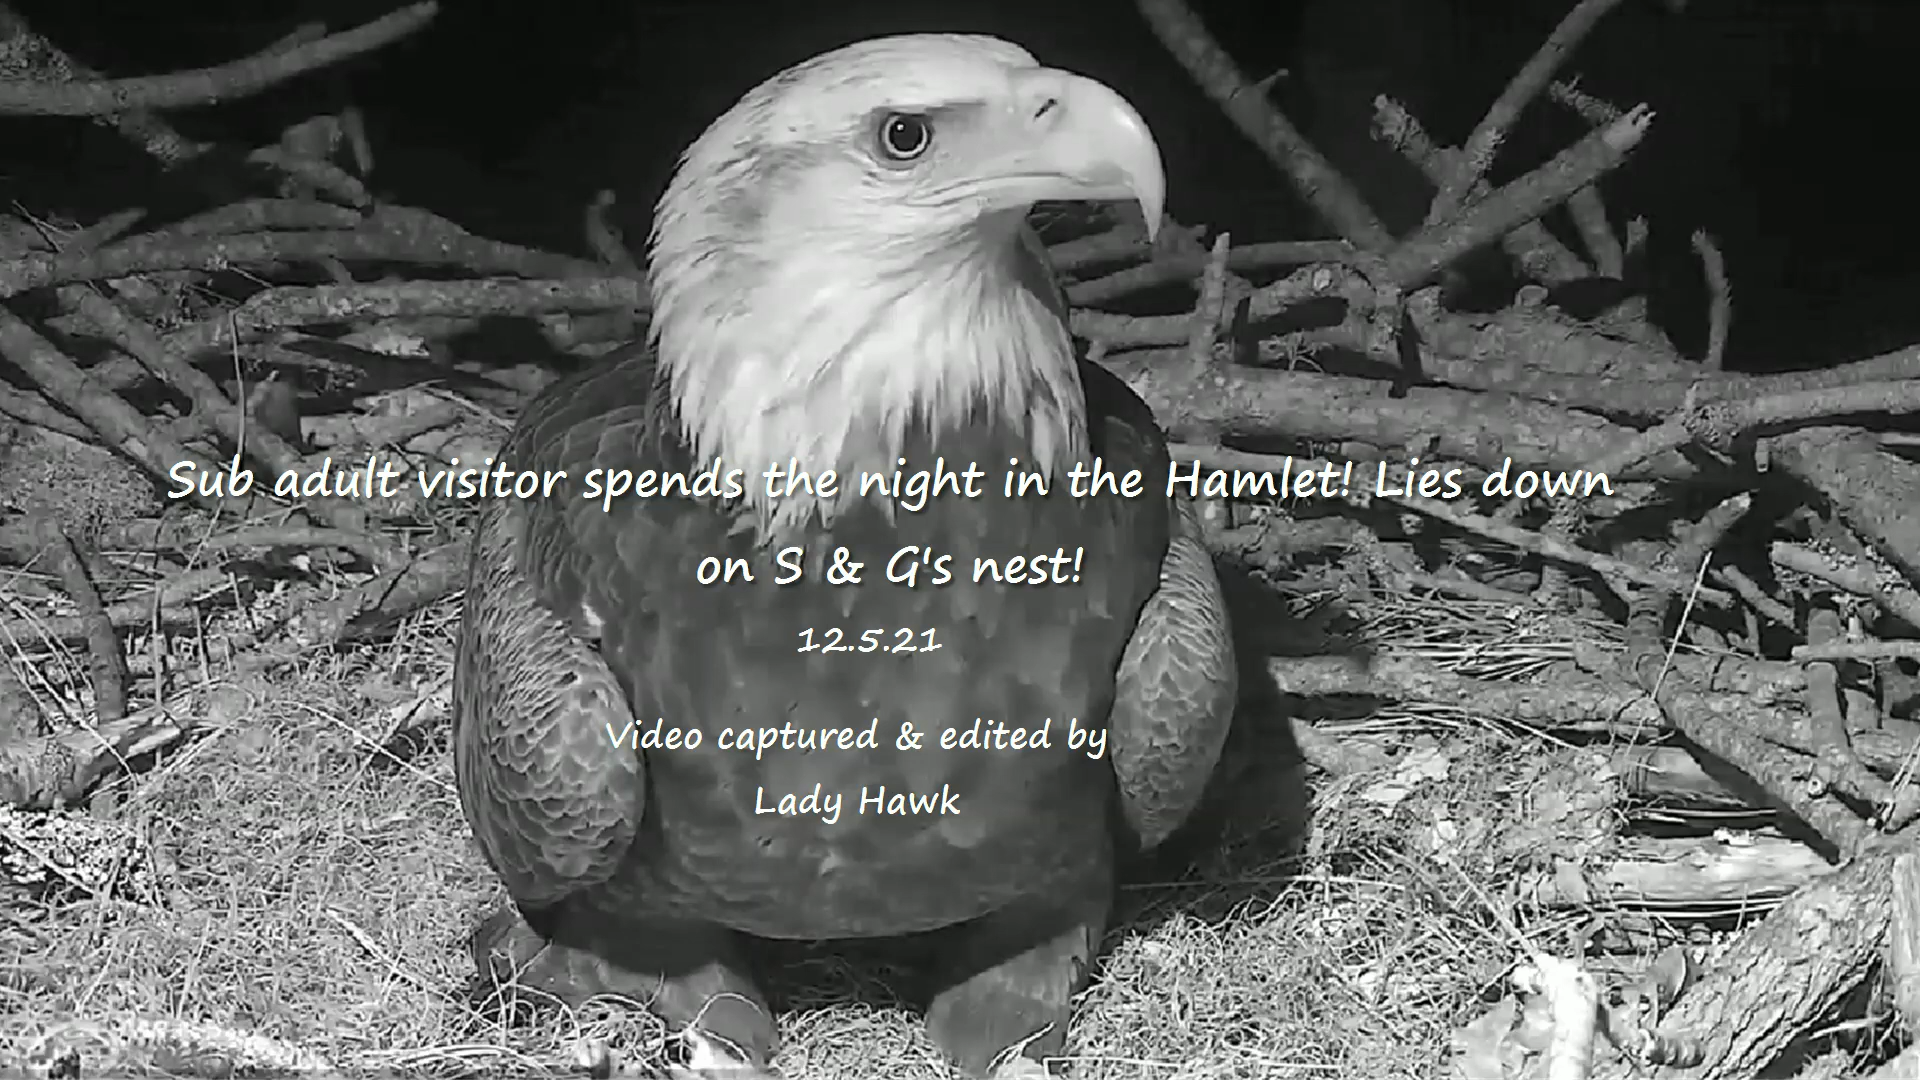 Sub adult visitor spends the night in the Hamlet! Lies down
on S & G's nest!
12.5.21
Video captured & edited by
Lady Hawk